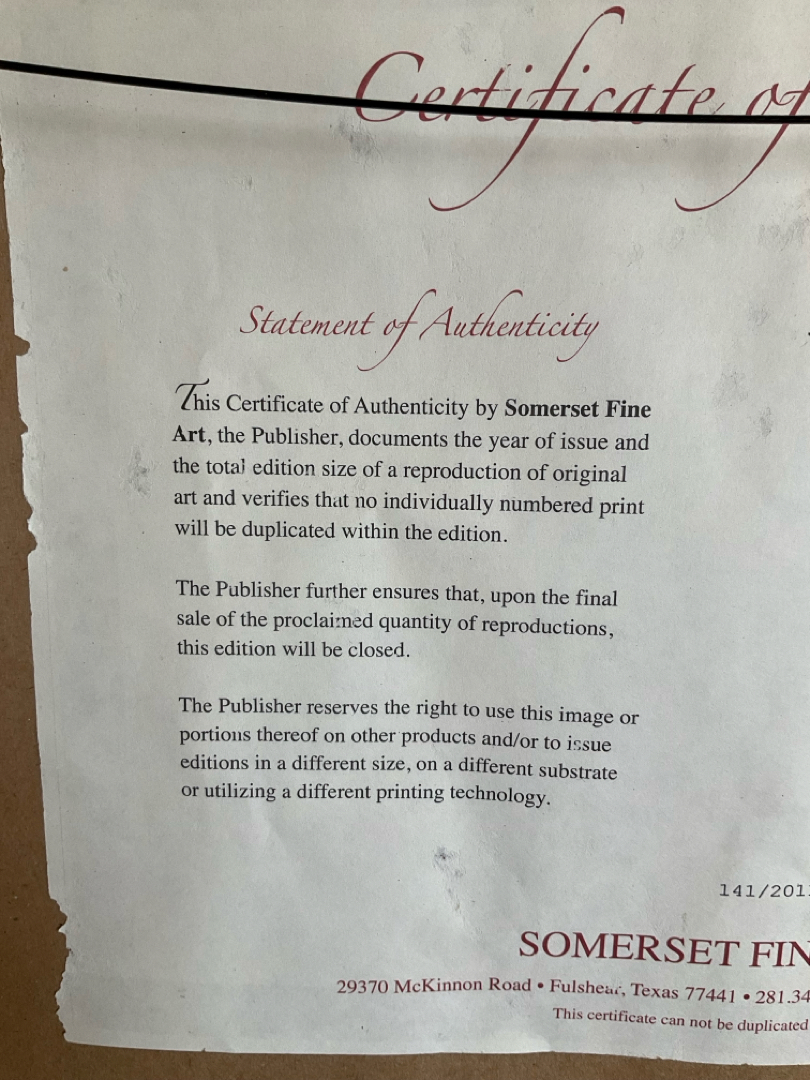 Certificate of
Statement of Authenticity
This Certificate of Authenticity by Somerset Fine
Art, the Publisher, documents the year of issue and
the total edition size of a reproduction of original
art and verifies that no individually numbered print
will be duplicated within the edition.
The Publisher further ensures that, upon the final
sale of the proclaimed quantity of reproductions,
this edition will be closed.
The Publisher reserves the right to use this image or
portions thereof on other products and/or to issue
editions in a different size, on a different substrate
or utilizing a different printing technology.
141/201
SOMERSET FIN
29370 McKinnon Road • Fulshear, Texas 77441 • 281.34
This certificate can not be duplicated